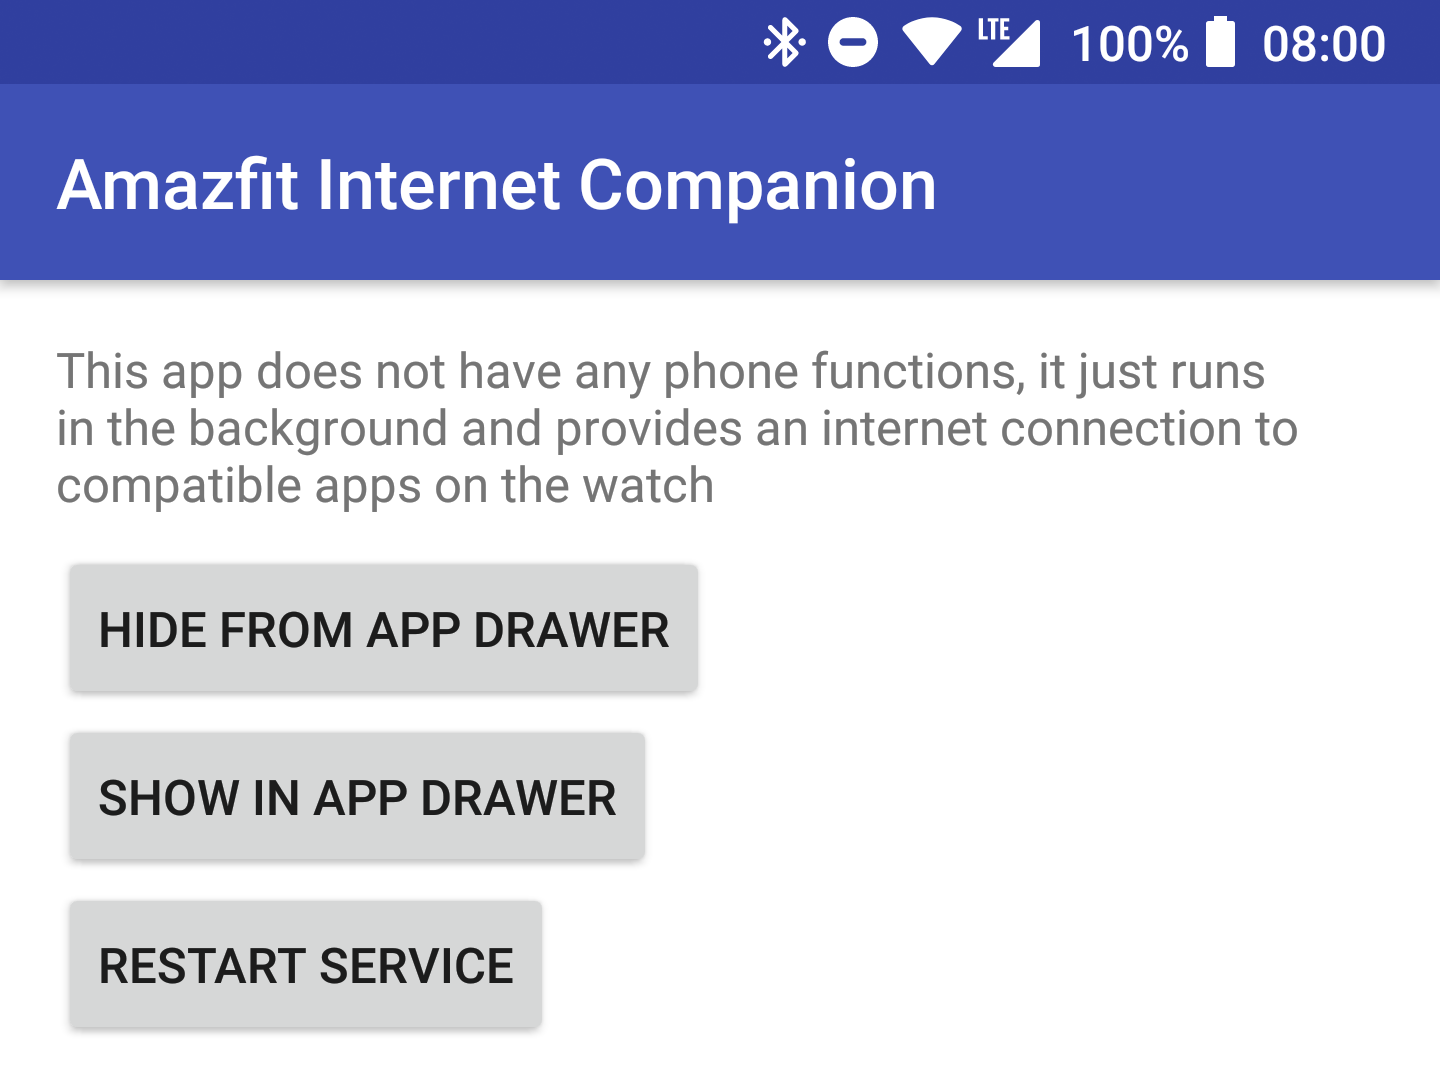 LTE 100% 08:00
Amazfit Internet Companion
This app does not have any phone functions, it just runs
in the background and provides an internet connection to
compatible apps on the watch
HIDE FROM APP DRAWER
SHOW IN APP DRAWER
RESTART SERVICE